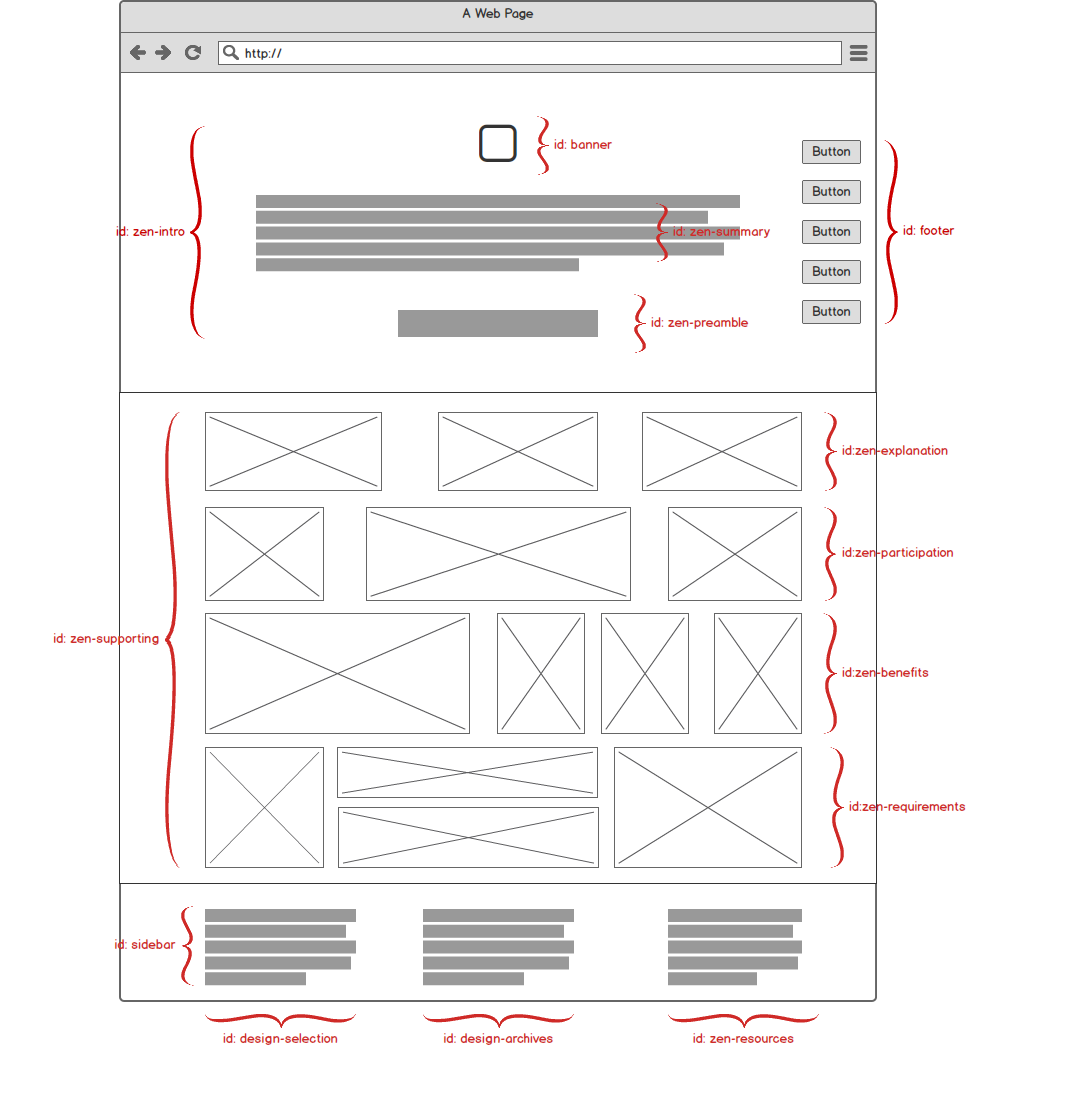 A Web Page
http://
id: banner
Button
Button
id: zen-intro
id: zen-summary
Button
id: footer
Button
Button
id: zen-preamble
id:zen-explanation
id:zen-participation
id: zen-supporting
id:zen-benefits
id:zen-requirements
id: sidebar
id: design-selection
id: design-archives
id: zen-resources